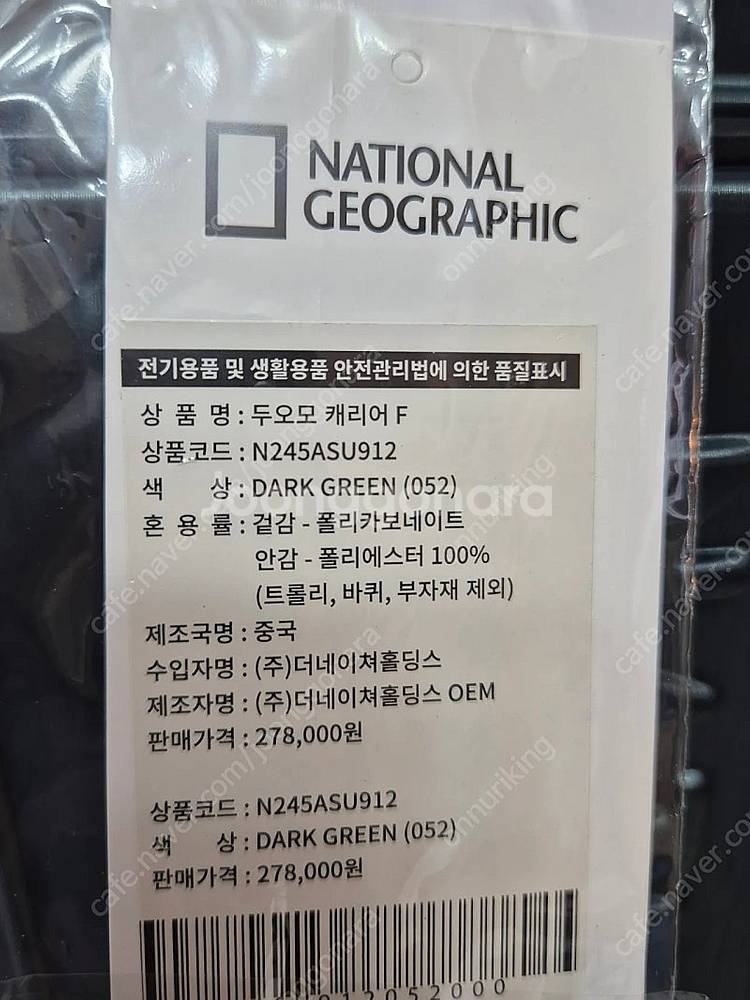 NATIONAL
GEOGRAPHIC
전기용품 및 생활용품 안전관리법에 의한 품질표시
상 품 명 : 두오모 캐리어 F
상품코드 : N245ASU912
색 상 : DARK GREEN (052)
혼 용 률 : 겉감 - 폴리카보네이트
안감 - 폴리에스터 100%
(트롤리, 바퀴, 부자재 제외)
제조국명 : 중국
수입자명 : (주)더네이쳐홀딩스
제조자명 : (주)더네이쳐홀딩스 OEM
판매가격 : 278,000원
상품코드 : N245ASU912
색 상 : DARK GREEN (052)
판매가격 : 278,000원
joonggonara
cafe.naver.com/joonggonara
onnuriking